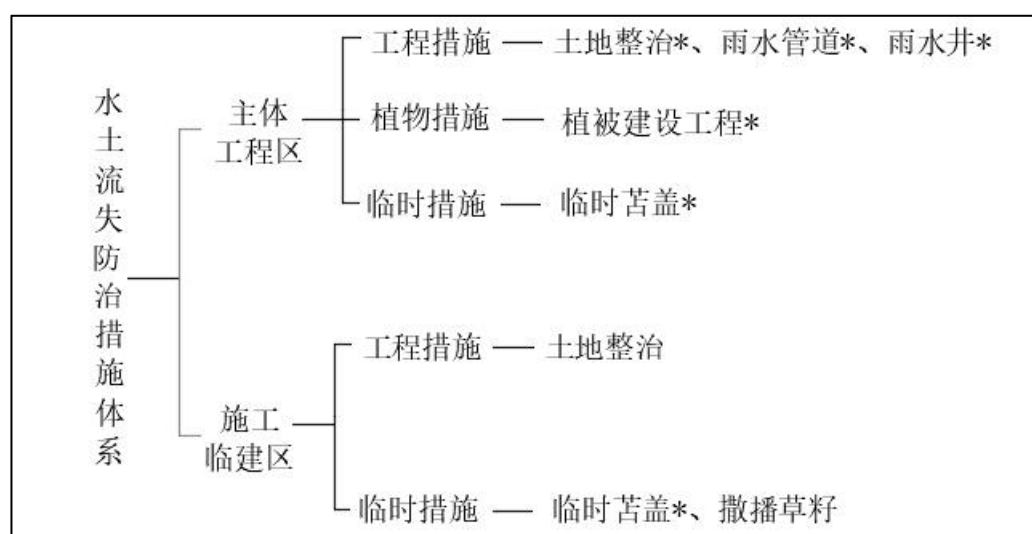 水土流失防治措施体系
主体
工程区
工程措施 — 土地整治*、雨水管道*、雨水井*
植物措施 — 植被建设工程*
临时措施 — 临时苫盖*
施工
临建区
工程措施 — 土地整治
临时措施 — 临时苫盖*、撒播草籽